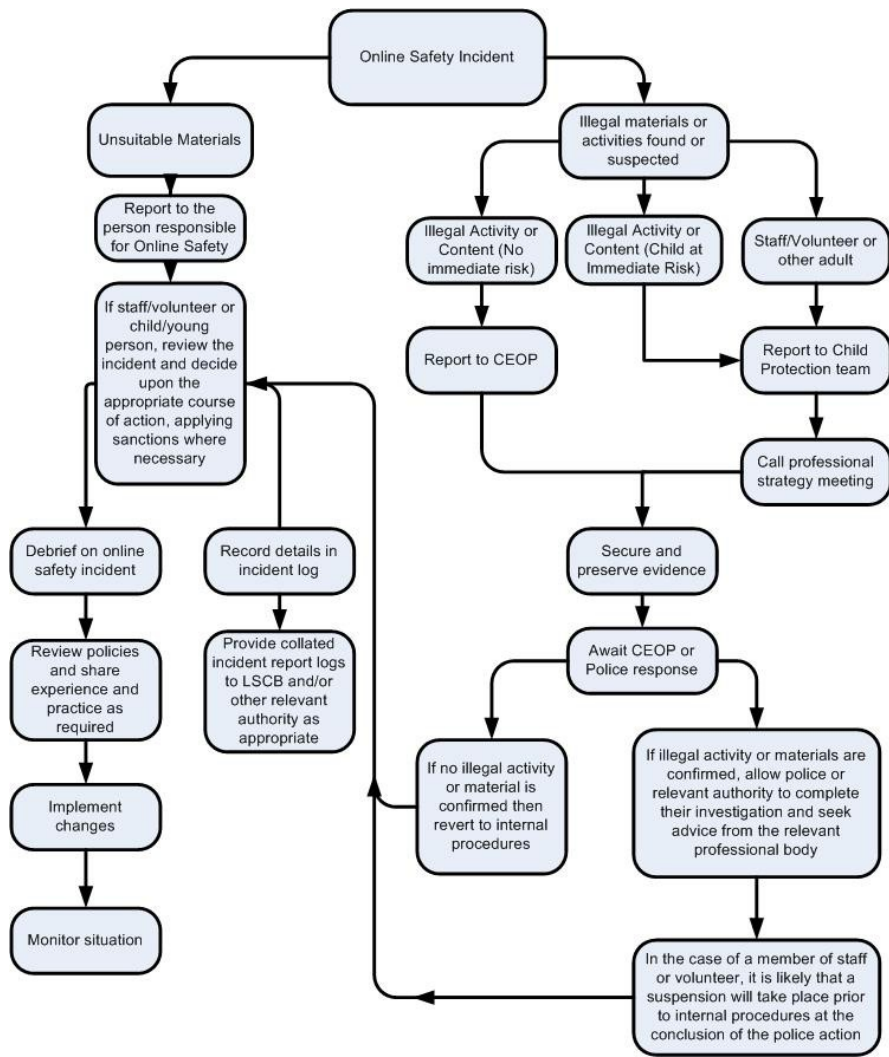 Online Safety Incident
Unsuitable Materials
Report to the
person responsible
for Online Safety
If staff/volunteer or
child/young
person, review the
incident and decide
upon the
appropriate course
of action, applying
sanctions where
necessary
Debrief on online
safety incident
Review policies
and share
experience and
practice as
required
Implement
changes
Monitor situation
Record details in
incident log
Provide collated
incident report logs
to LSCB and/or
other relevant
authority as
appropriate
Illegal materials or
activities found or
suspected
Illegal Activity or
Content (No
immediate risk)
Illegal Activity or
Content (Child at
Immediate Risk)
Staff/Volunteer or
other adult
Report to CEOP
Report to Child
Protection team
Call professional
strategy meeting
Secure and
preserve evidence
Await CEOP or
Police response
If no illegal activity
or material is
confirmed then
revert to internal
procedures
If illegal activity or materials are
confirmed, allow police or
relevant authority to complete
their investigation and seek
advice from the relevant
professional body
In the case of a member of staff
or volunteer, it is likely that a
suspension will take place prior
to internal procedures at the
conclusion of the police action